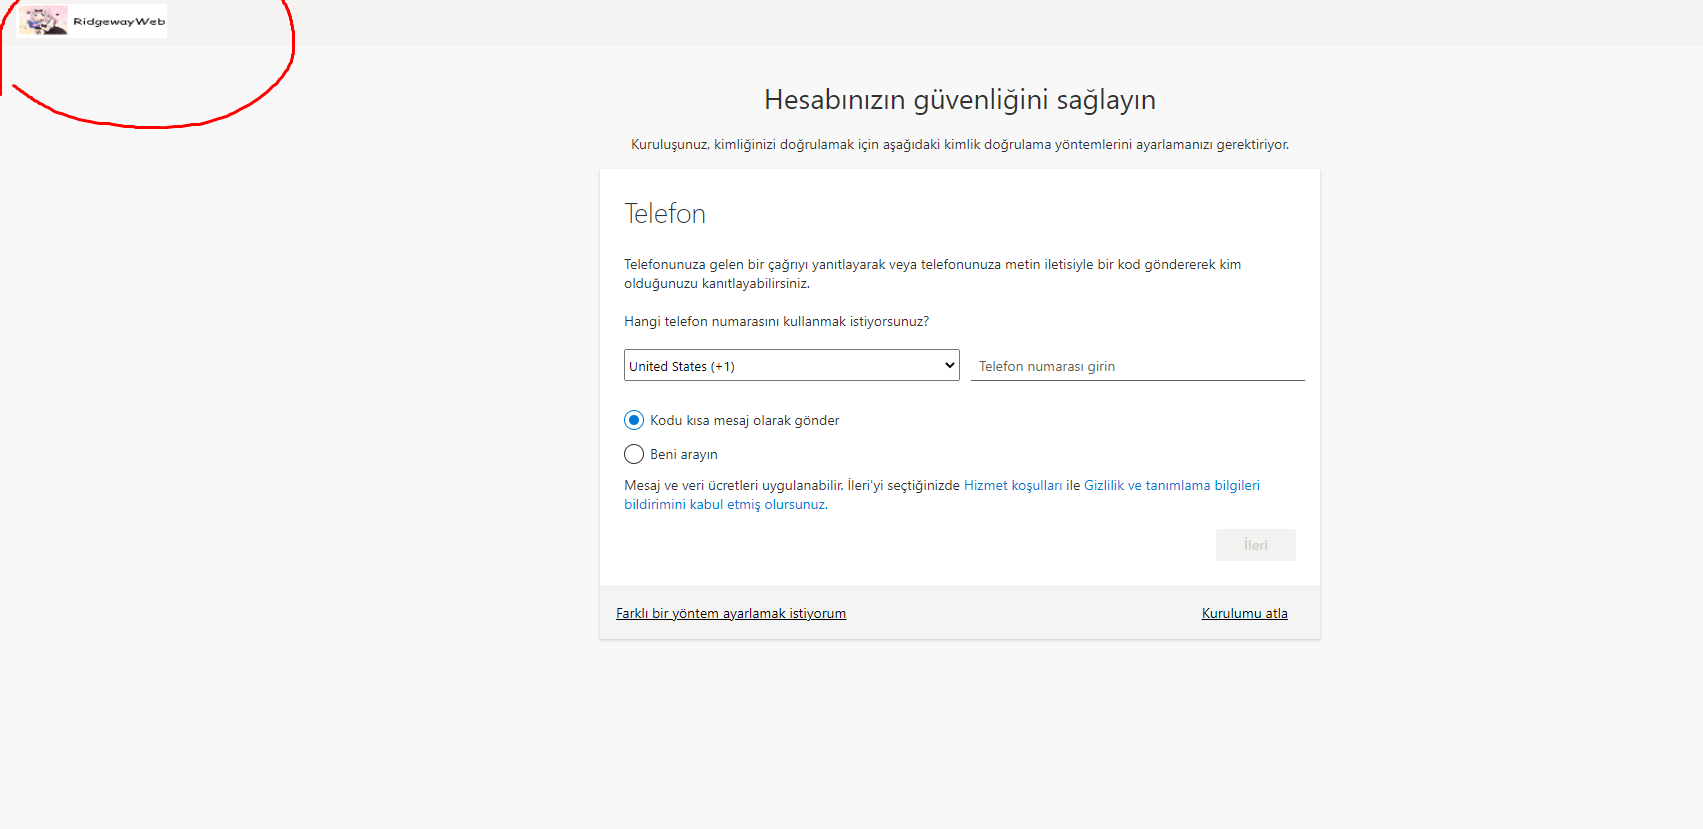 RidgewayWeb
Hesabınızın güvenliğini sağlayın
Kuruluşunuz, kimliğinizi doğrulamak için aşağıdaki kimlik doğrulama yöntemlerini ayarlamanızı gerektiriyor.
Telefon
Telefonunuza gelen bir çağrıyı yanıtlayarak veya telefonunuza metin iletisiyle bir kod göndererek kim
olduğunuzu kanıtlayabilirsiniz.
Hangi telefon numarasını kullanmak istiyorsunuz?
United States (+1) Telefon numarası girin
Kodu kısa mesaj olarak gönder
Beni arayın
Mesaj ve veri ücretleri uygulanabilir. İleri'yi seçtiğinizde Hizmet koşulları ile Gizlilik ve tanımlama bilgileri
bildirimini kabul etmiş olursunuz.
İleri
Farklı bir yöntem ayarlamak istiyorum Kurulumu atla